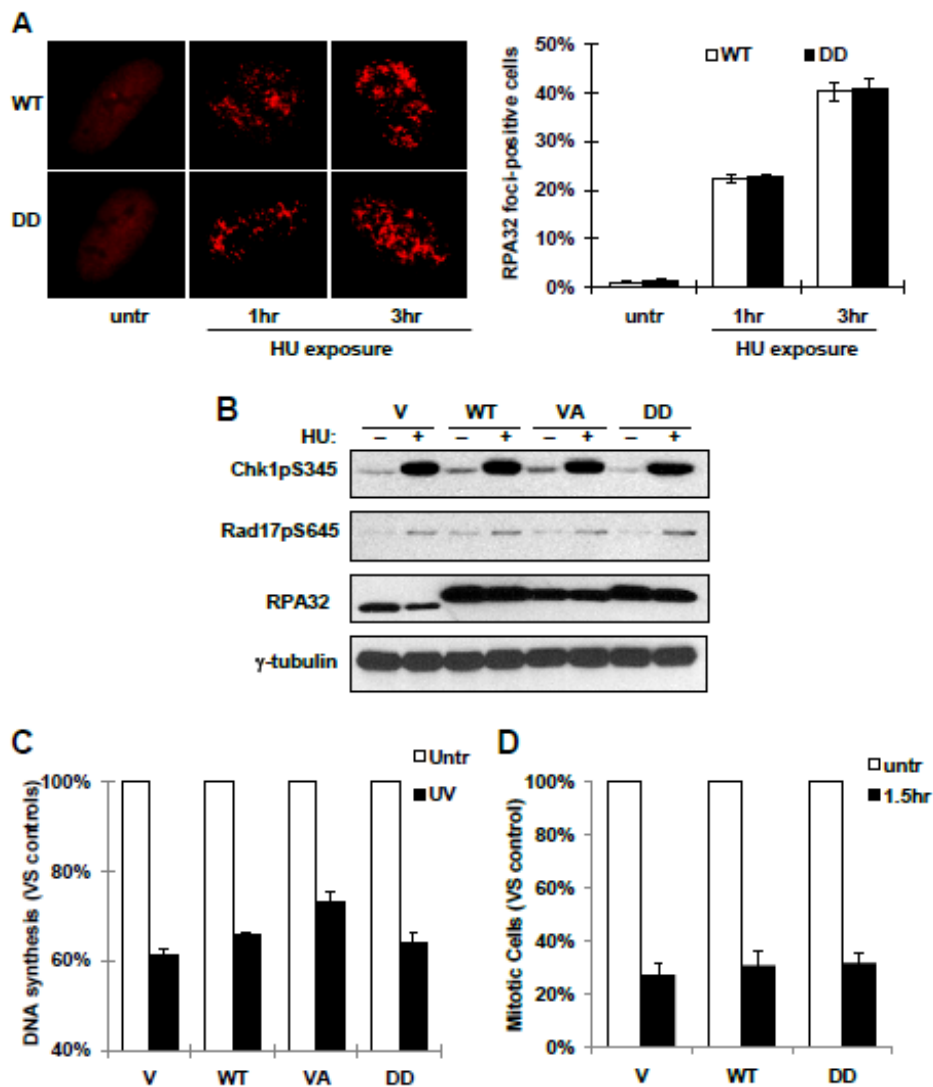 A
WT
DD
untr
1hr
3hr
HU exposure
RPA32 foci-positive cells
50%
40%
30%
20%
10%
0%
WT
DD
untr
1hr
3hr
HU exposure
B
V WT VA DD
HU: – + – + – + – +
Chk1pS345
Rad17pS645
RPA32
γ-tubulin
C
Untr
UV
DNA synthesis (VS controls)
100%
80%
60%
40%
V WT VA DD
D
untr
1.5hr
Mitotic Cells (VS control)
100%
80%
60%
40%
20%
0%
V WT DD